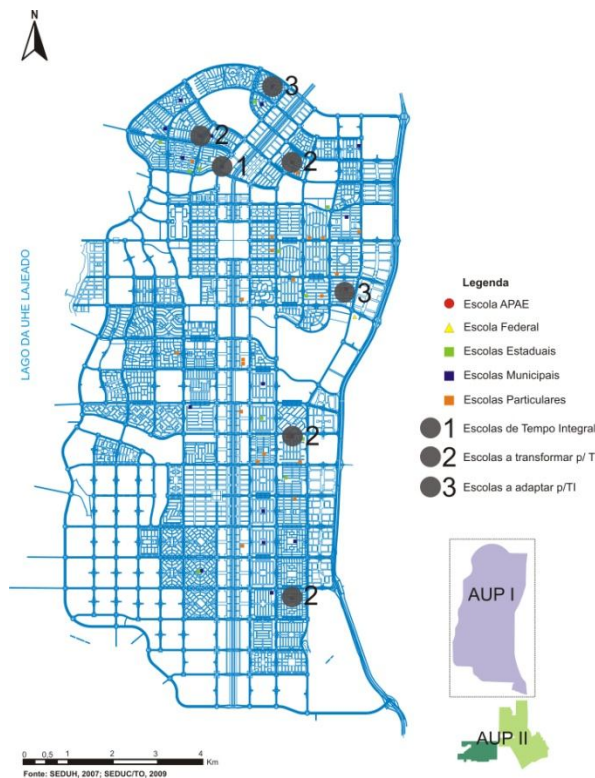 N
3
2
2
1
3
2
2
LAGO DA UHE LAJEADO
Legenda
Escola APAE
Escola Federal
Escolas Estaduais
Escolas Municipais
Escolas Particulares
1 Escolas de Tempo Integral
2 Escolas a transformar p/ T
3 Escolas a adaptar p/TI
AUP I
AUP II
0 0,5 1 2 3 4
Km
Fonte: SEDUH, 2007; SEDUC/TO, 2009